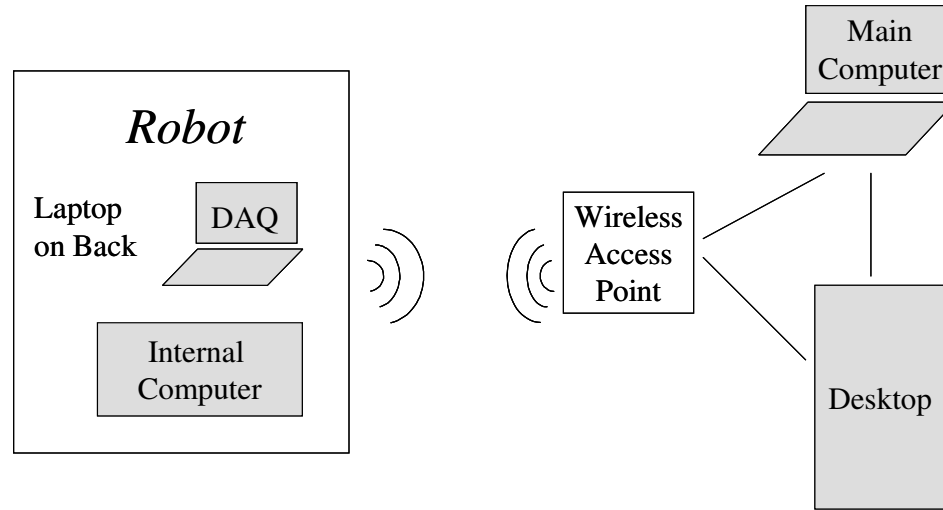 Robot
Laptop
on Back
DAQ
Internal
Computer
Wireless
Access
Point
Main
Computer
Desktop